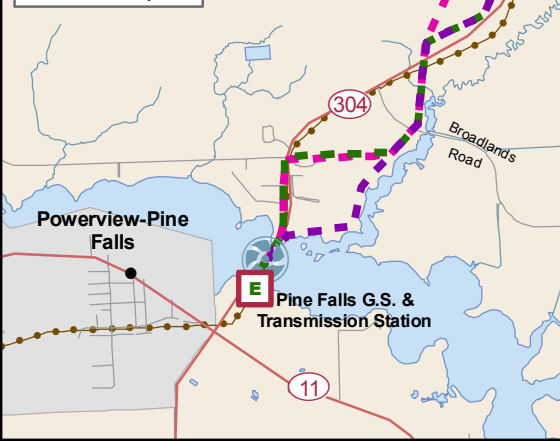 304
Broadlands
Road
Powerview-Pine
Falls
E
Pine Falls G.S. &
Transmission Station
11